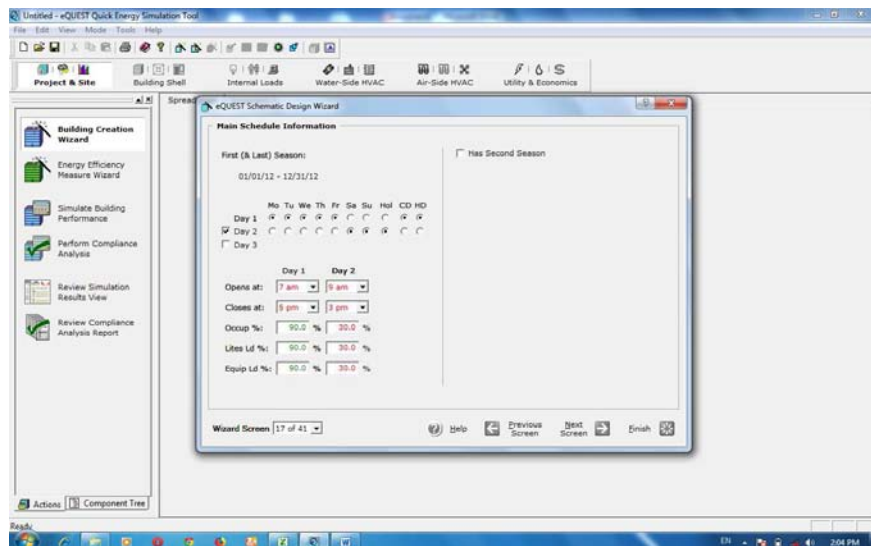 Untitled - eQUEST Quick Energy Simulation Tool
File Edit View Mode Tools Help
Project & Site Building Shell Internal Loads Water-Side HVAC Air-Side HVAC Utility & Economics
Spread
Building Creation
Wizard
Energy Efficiency
Measure Wizard
Simulate Building
Performance
Perform Compliance
Analysis
Review Simulation
Results View
Review Compliance
Analysis Report
Actions Component Tree
eQUEST Schematic Design Wizard
Main Schedule Information
First (& Last) Season:
Has Second Season
01/01/12 - 12/31/12
Mo Tu We Th Fr Sa Su Hol CD HD
Day 1
Day 2
Day 3
Day 1 Day 2
Opens at: 7 am 9 am
Closes at: 5 pm 3 pm
Occup %: 90.0 % 30.0 %
Lites Ld %: 90.0 % 30.0 %
Equip Ld %: 90.0 % 30.0 %
Wizard Screen 17 of 41 Help Previous Screen Next Screen Finish
Ready
EN 2:04 PM